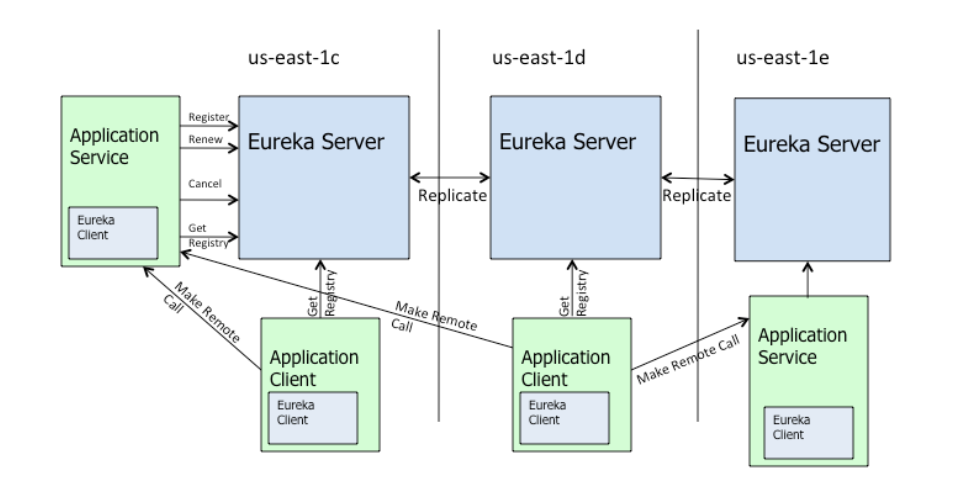 us-east-1c
us-east-1d
us-east-1e
Application
Service
Eureka
Client
Register
Renew
Cancel
Get
Registry
Eureka Server
Replicate
Eureka Server
Replicate
Eureka Server
Make Remote
Call
Get
Registry
Make Remote
Call
Get
Registry
Make Remote Call
Application
Client
Eureka
Client
Application
Client
Eureka
Client
Application
Service
Eureka
Client